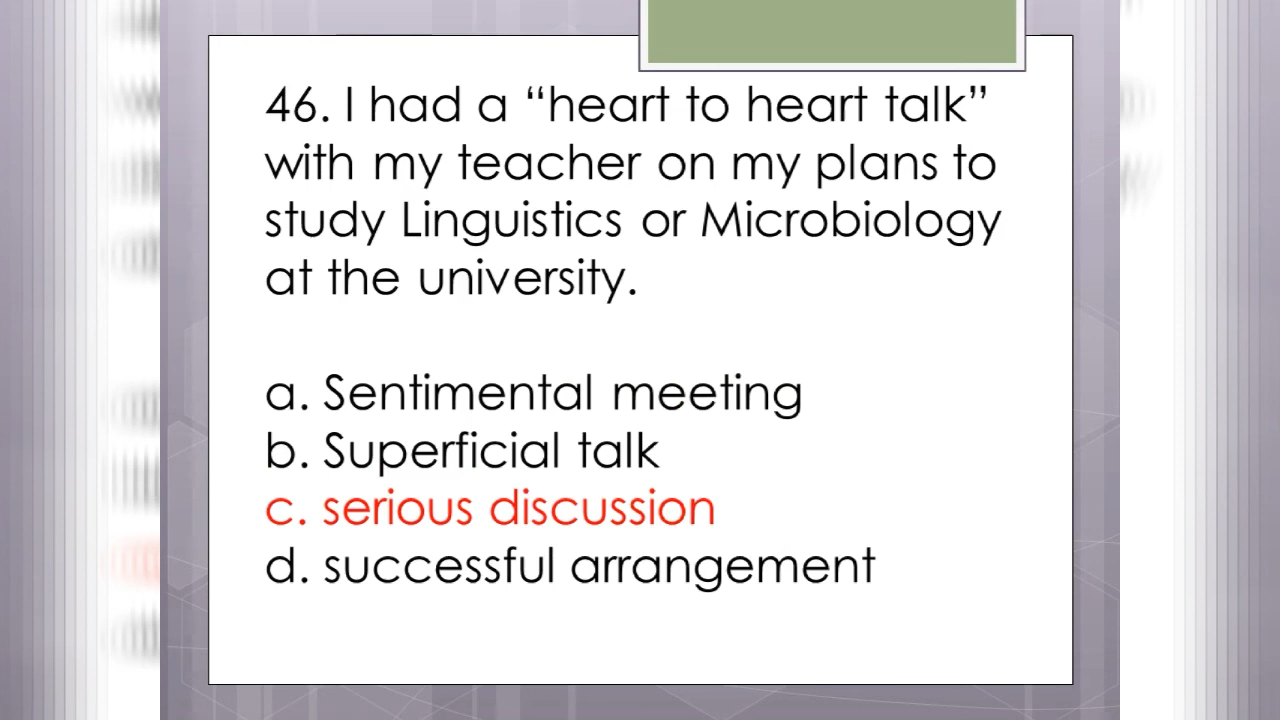 46. I had a “heart to heart talk”
with my teacher on my plans to
study Linguistics or Microbiology
at the university.
a. Sentimental meeting
b. Superficial talk
c. serious discussion
d. successful arrangement